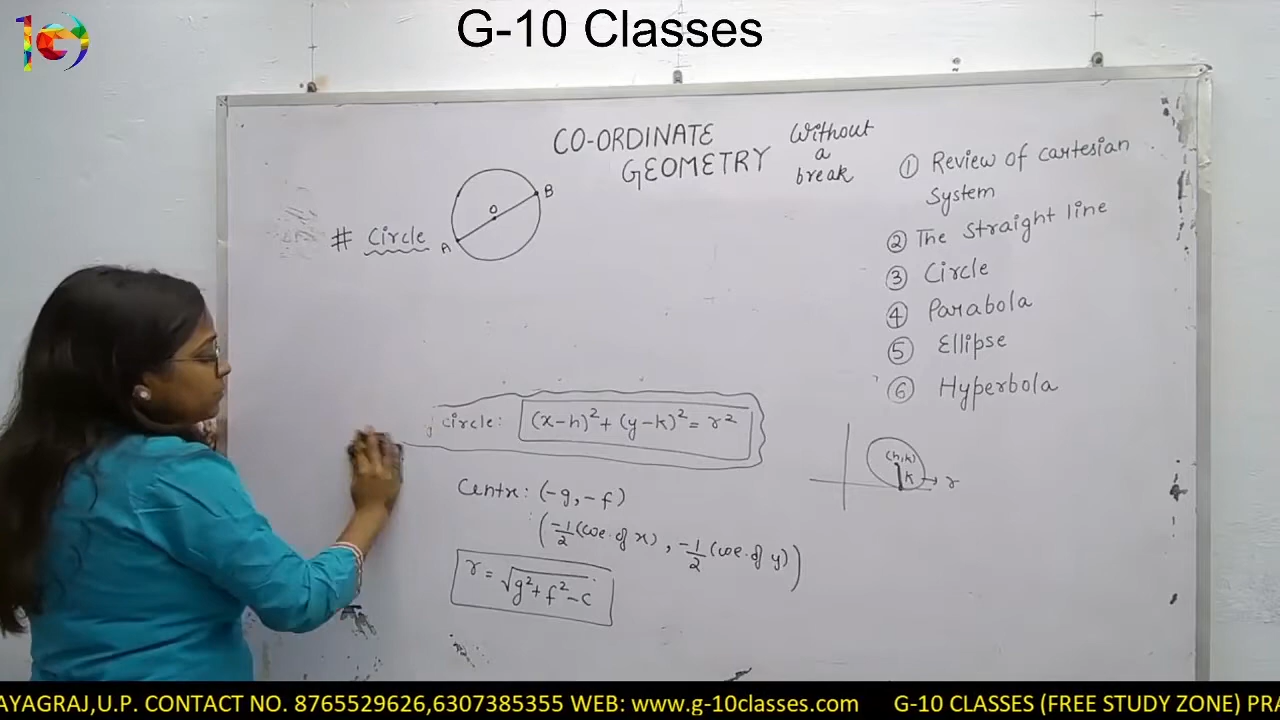 G-10 Classes
CO-ORDINATE
GEOMETRY
Without
a
break
# Circle
A
O
B
① Review of cartesian
System
② The straight line
③ Circle
④ Parabola
⑤ Ellipse
⑥ Hyperbola
circle: (x-h)²+(y-k)²= r²
(h,k)
k
r
Centre: (-g,-f)
(-1/2 (coe. of x), -1/2 (coe. of y))
r = √g²+f²-c
AYAGRAJ,U.P. CONTACT NO. 8765529626,6307385355 WEB: www.g-10classes.com G-10 CLASSES (FREE STUDY ZONE) PRA